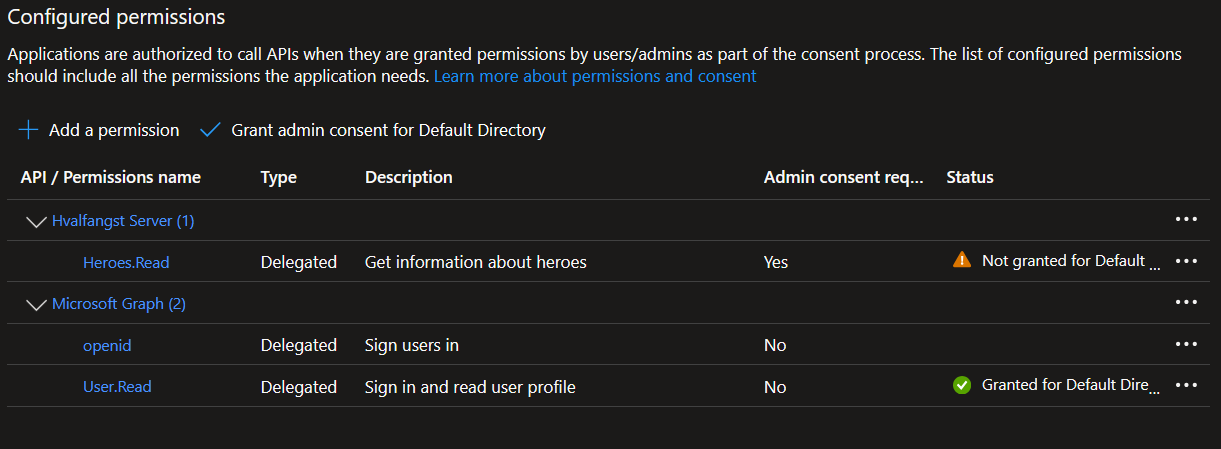 Configured permissions
Applications are authorized to call APIs when they are granted permissions by users/admins as part of the consent process. The list of configured permissions
should include all the permissions the application needs. Learn more about permissions and consent
Add a permission Grant admin consent for Default Directory
API / Permissions name Type Description Admin consent req... Status
Hvalfangst Server (1) ...
Heroes.Read Delegated Get information about heroes Yes Not granted for Default ... ...
Microsoft Graph (2) ...
openid Delegated Sign users in No ...
User.Read Delegated Sign in and read user profile No Granted for Default Dire... ...